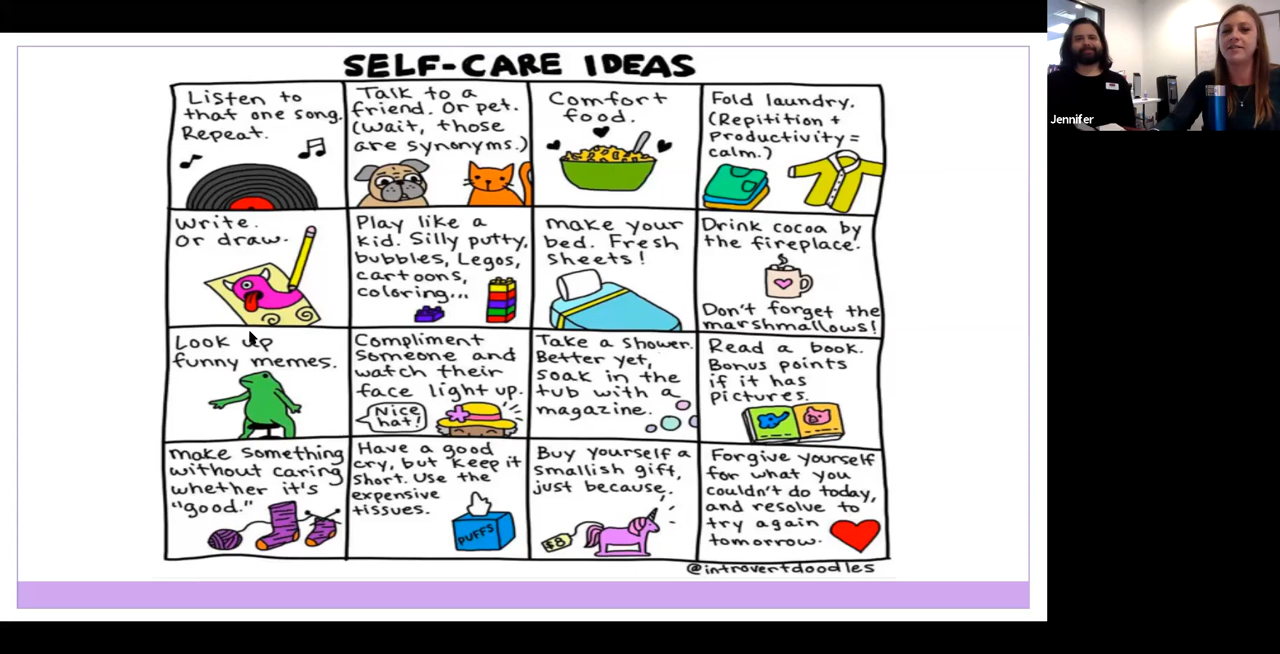 SELF-CARE IDEAS
Listen to
that one song.
Repeat.
Talk to a
friend. Or pet.
(Wait, those
are synonyms.)
Comfort
food.
Fold laundry.
(Repitition +
Productivity =
calm.)
Write.
Or draw.
Play like a
kid. Silly putty,
bubbles, Legos,
cartoons,
coloring...
make your
bed. Fresh
sheets!
Drink cocoa by
the fireplace.
Don't forget the
marshmallows!
Look up
funny memes.
Compliment
someone and
watch their
face light up.
Nice
hat!
Take a shower.
Better yet,
soak in the
tub with a
magazine.
Read a book.
Bonus points
if it has
pictures.
make something
without caring
whether it's
"good."
Have a good
cry, but keep it
short. Use the
expensive
tissues.
PUFFS
Buy yourself a
smallish gift,
just because.
$8
Forgive yourself
for what you
couldn't do today,
and resolve to
try again
tomorrow.
@introvertdoodles
Jennifer